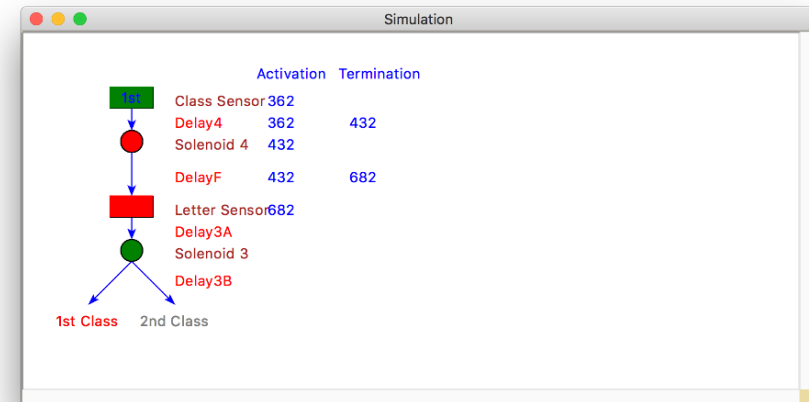 Simulation
Activation Termination
1st Class Sensor 362
Delay4 362 432
Solenoid 4 432
DelayF 432 682
Letter Sensor 682
Delay3A
Solenoid 3
Delay3B
1st Class 2nd Class